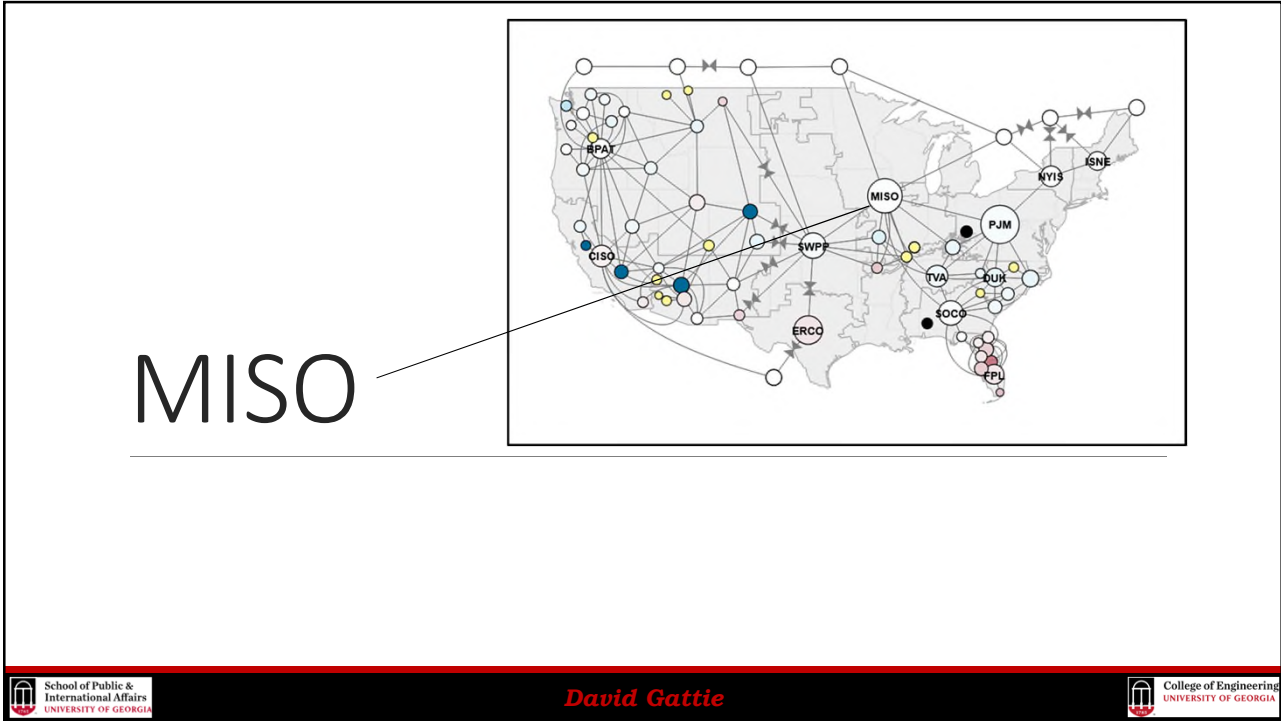 MISO
BPAT
MISO
ISNE
NYIS
PJM
SWPP
CISO
TVA
DUK
SOCO
ERCO
FPL
School of Public &
International Affairs
UNIVERSITY OF GEORGIA
David Gattie
College of Engineering
UNIVERSITY OF GEORGIA